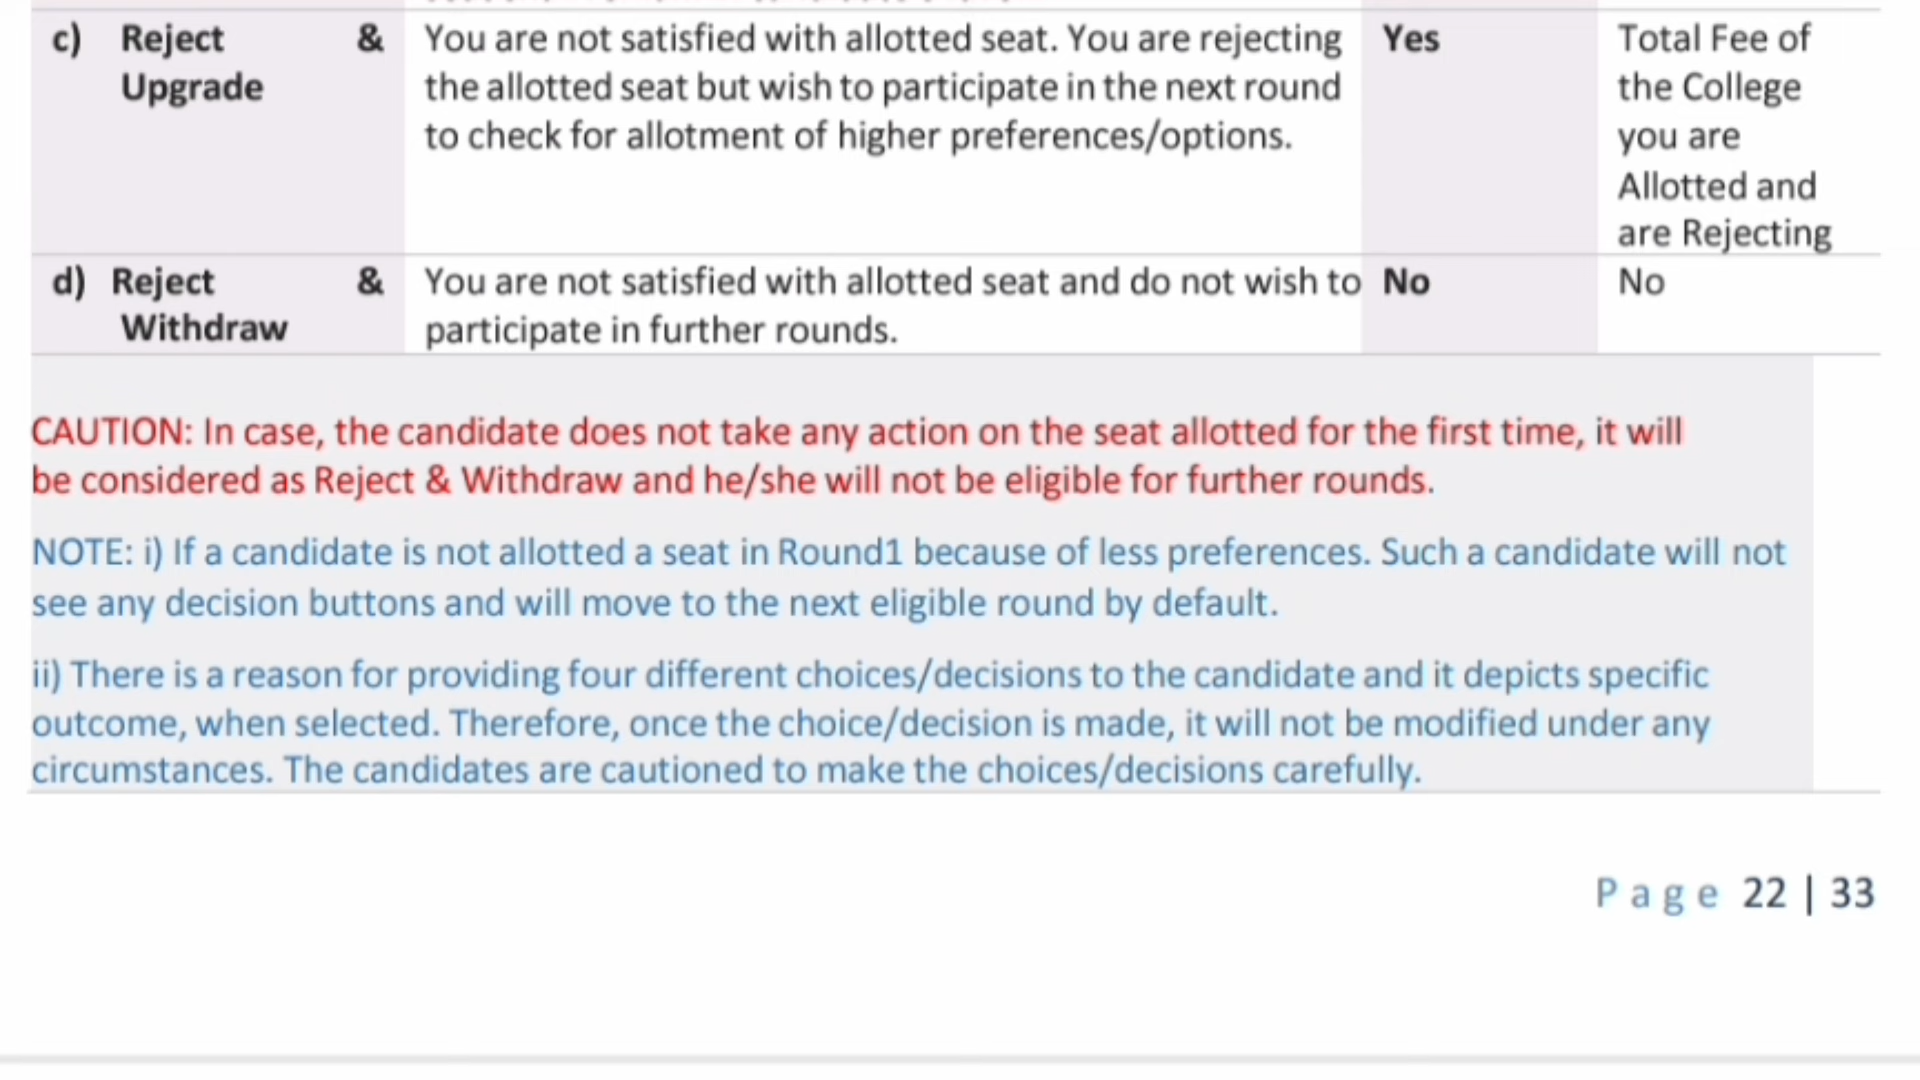 c) Reject & You are not satisfied with allotted seat. You are rejecting Yes Total Fee of
Upgrade the allotted seat but wish to participate in the next round the College
to check for allotment of higher preferences/options. you are
Allotted and
are Rejecting
d) Reject & You are not satisfied with allotted seat and do not wish to No No
Withdraw participate in further rounds.
CAUTION: In case, the candidate does not take any action on the seat allotted for the first time, it will
be considered as Reject & Withdraw and he/she will not be eligible for further rounds.
NOTE: i) If a candidate is not allotted a seat in Round1 because of less preferences. Such a candidate will not
see any decision buttons and will move to the next eligible round by default.
ii) There is a reason for providing four different choices/decisions to the candidate and it depicts specific
outcome, when selected. Therefore, once the choice/decision is made, it will not be modified under any
circumstances. The candidates are cautioned to make the choices/decisions carefully.
Page 22 | 33